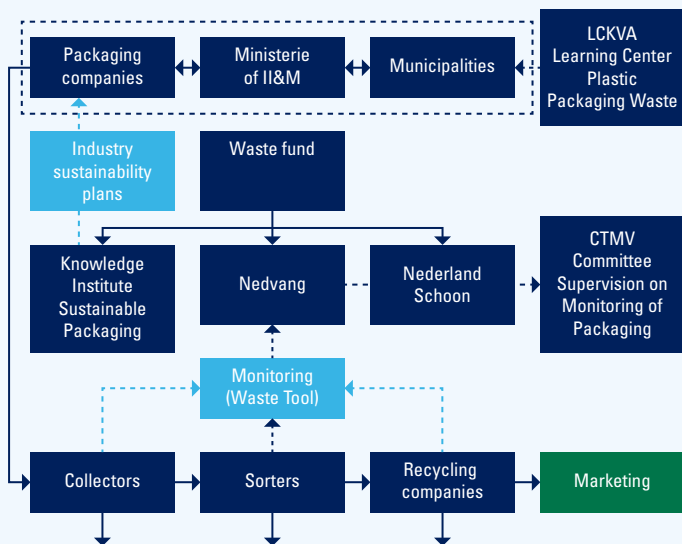 Packaging
companies
Ministerie
of II&M
Municipalities
LCKVA
Learning Center
Plastic
Packaging Waste
Industry
sustainability
plans
Waste fund
Knowledge
Institute
Sustainable
Packaging
Nedvang
Nederland
Schoon
CTMV
Committee
Supervision on
Monitoring of
Packaging
Monitoring
(Waste Tool)
Collectors
Sorters
Recycling
companies
Marketing